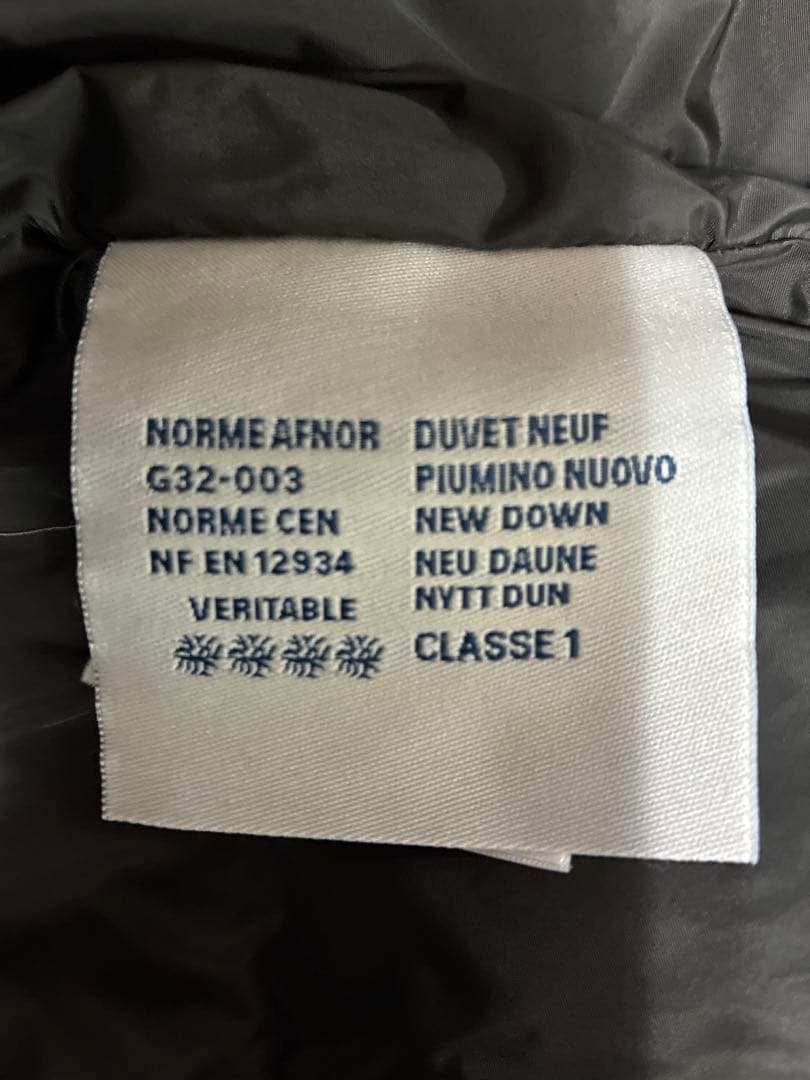 NORME AFNOR
G32-003
NORME CEN
NF EN 12934
VERITABLE
DUVET NEUF
PIUMINO NUOVO
NEW DOWN
NEU DAUNE
NYTT DUN
CLASSE 1